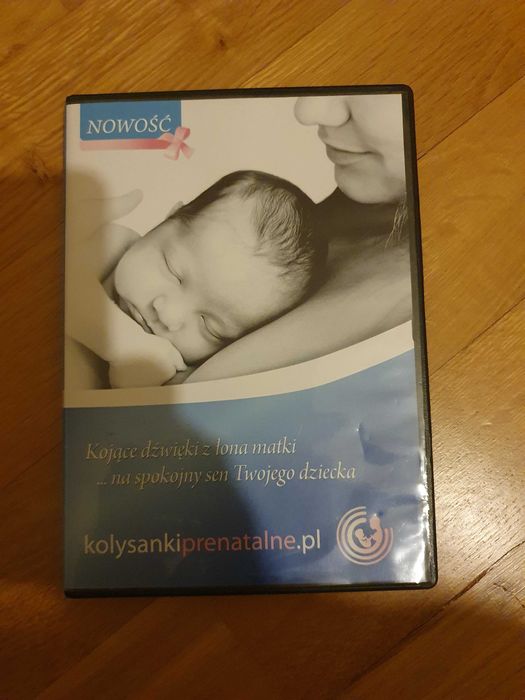 NOWOŚĆ
Kojące dźwięki z łona matki
... na spokojny sen Twojego dziecka
kolysankiprenatalne.pl